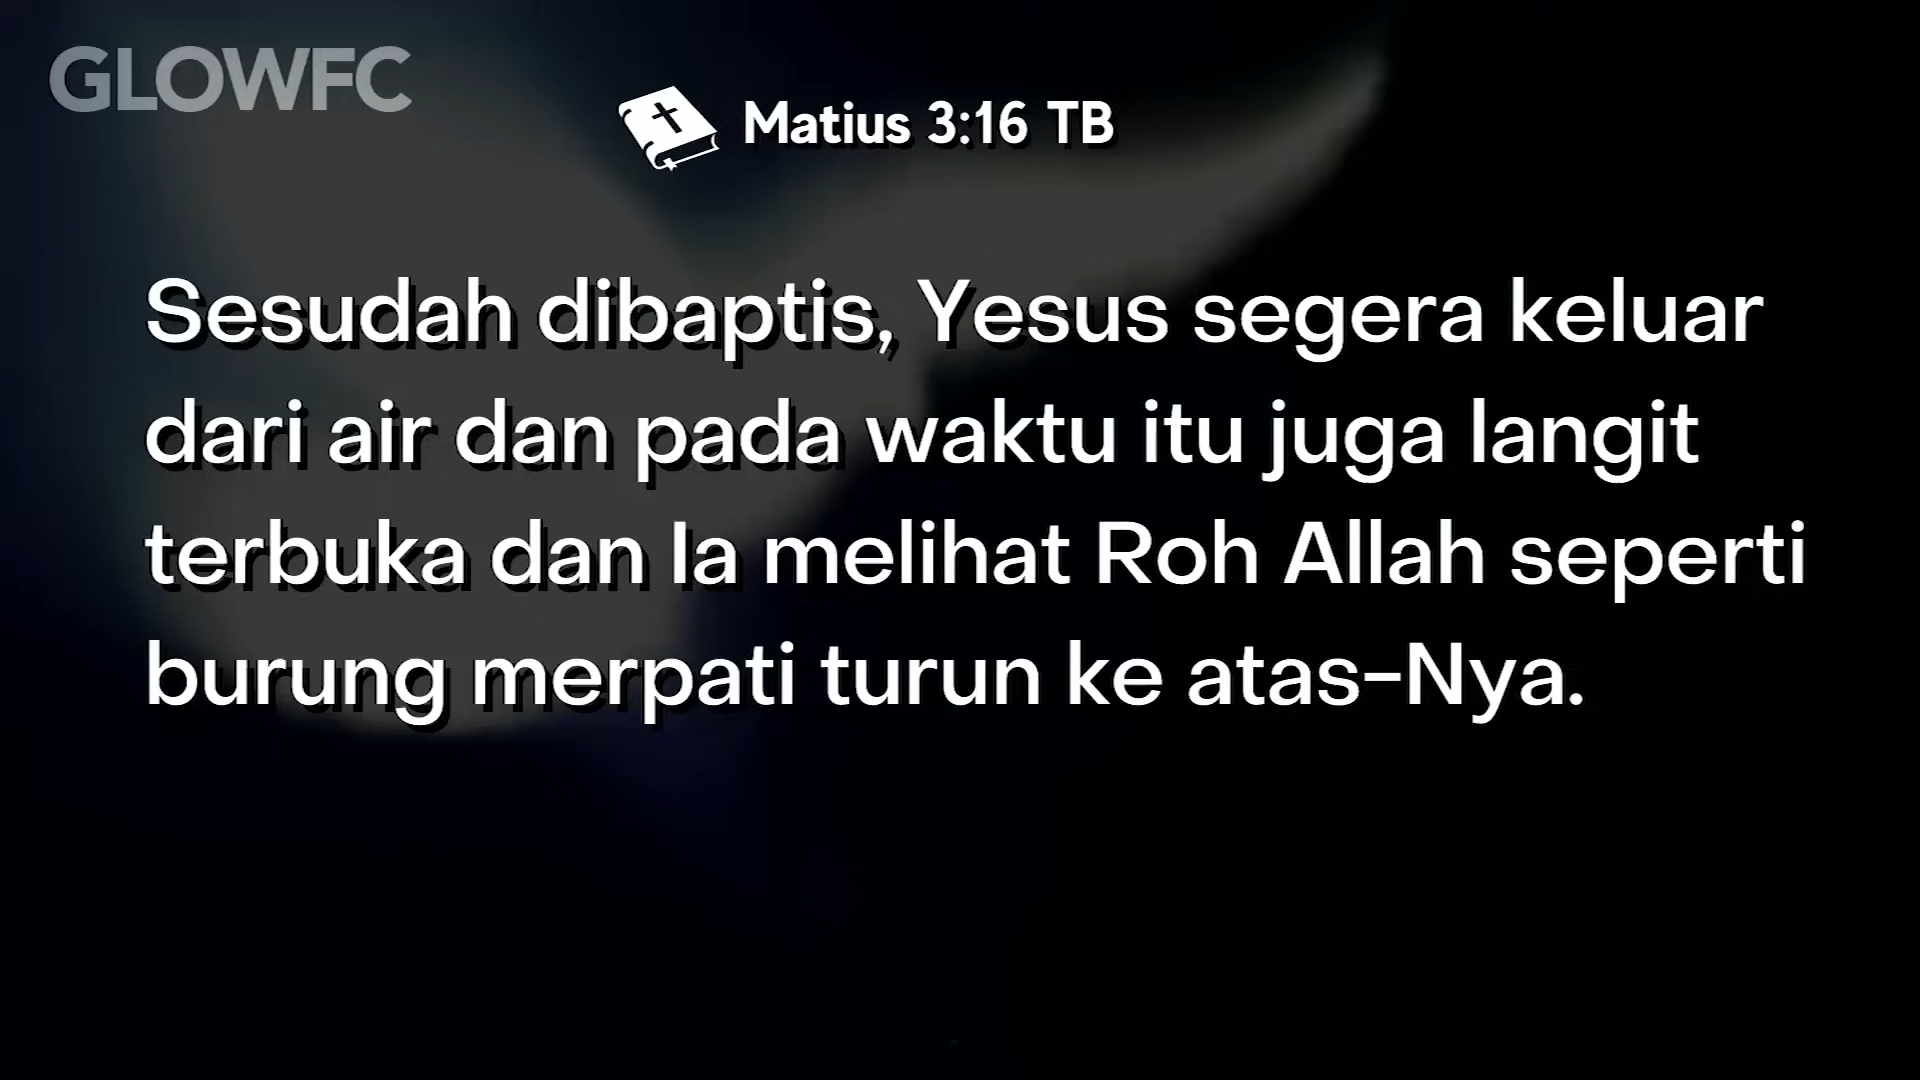 GLOWFC
Matius 3:16 TB
Sesudah dibaptis, Yesus segera keluar
dari air dan pada waktu itu juga langit
terbuka dan Ia melihat Roh Allah seperti
burung merpati turun ke atas-Nya.